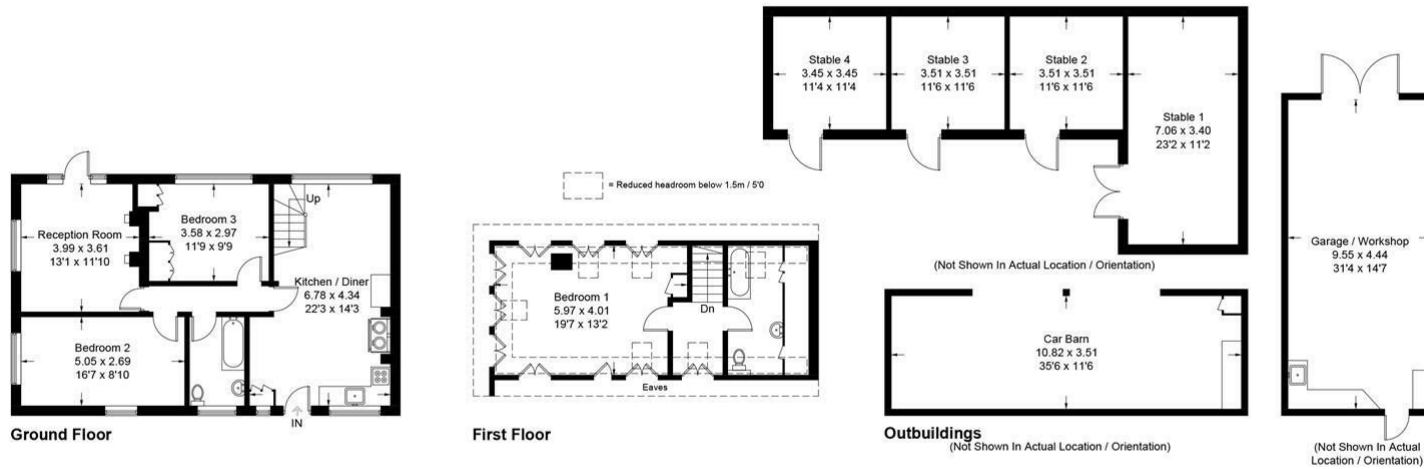 Reception Room
3.99 x 3.61
13'1 x 11'10
Bedroom 3
3.58 x 2.97
11'9 x 9'9
Up
Kitchen / Diner
6.78 x 4.34
22'3 x 14'3
Bedroom 2
5.05 x 2.69
16'7 x 8'10
IN
Ground Floor
= Reduced headroom below 1.5m / 5'0
Bedroom 1
5.97 x 4.01
19'7 x 13'2
Dn
Eaves
First Floor
Stable 4
3.45 x 3.45
11'4 x 11'4
Stable 3
3.51 x 3.51
11'6 x 11'6
Stable 2
3.51 x 3.51
11'6 x 11'6
Stable 1
7.06 x 3.40
23'2 x 11'2
(Not Shown In Actual Location / Orientation)
Car Barn
10.82 x 3.51
35'6 x 11'6
Outbuildings
(Not Shown In Actual Location / Orientation)
Garage / Workshop
9.55 x 4.44
31'4 x 14'7
(Not Shown In Actual
Location / Orientation)